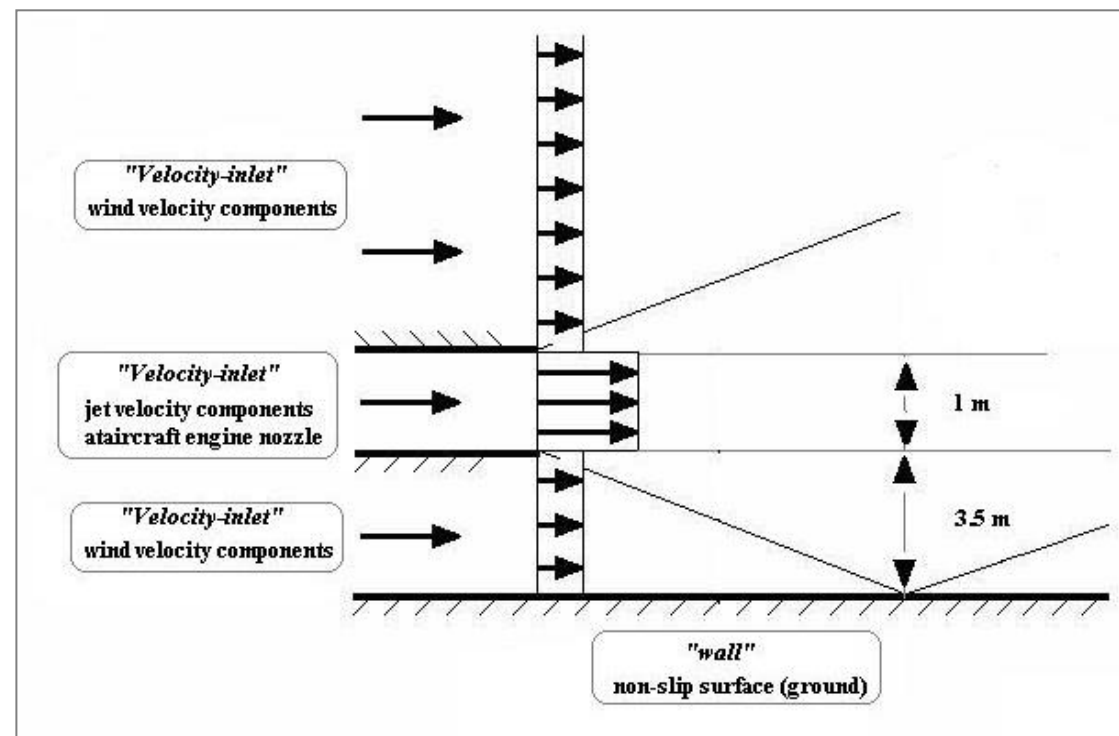 "Velocity-inlet"
wind velocity components
"Velocity-inlet"
jet velocity components
ataircraft engine nozzle
1 m
"Velocity-inlet"
wind velocity components
3.5 m
"wall"
non-slip surface (ground)